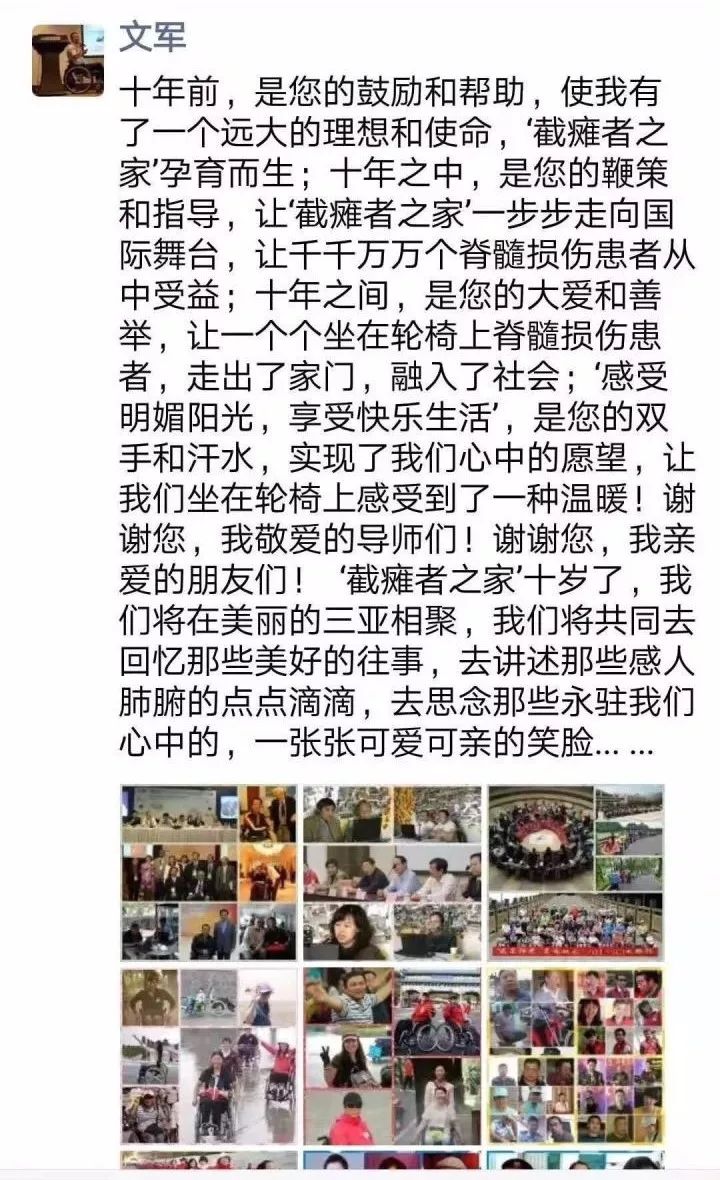 文军
十年前，是您的鼓励和帮助，使我有
了一个远大的理想和使命，‘截瘫者之
家’孕育而生；十年之中，是您的鞭策
和指导，让‘截瘫者之家’一步步走向国
际舞台，让千千万万个脊髓损伤患者从
中受益；十年之间，是您的大爱和善
举，让一个个坐在轮椅上脊髓损伤患
者，走出了家门，融入了社会；‘感受
明媚阳光，享受快乐生活’，是您的双
手和汗水，实现了我们心中的愿望，让
我们坐在轮椅上感受到了一种温暖！谢
谢您，我敬爱的导师们！谢谢您，我亲
爱的朋友们！ ‘截瘫者之家’十岁了，我
们将在美丽的三亚相聚，我们将共同去
回忆那些美好的往事，去讲述那些感人
肺腑的点点滴滴，去思念那些永驻我们
心中的，一张张可爱可亲的笑脸... ...